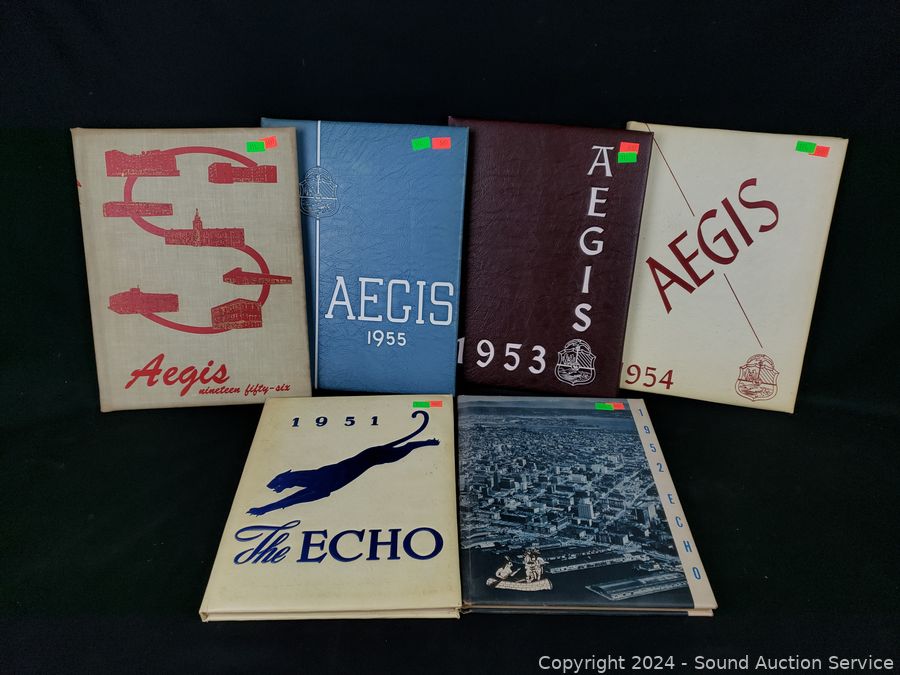 Aegis
nineteen fifty-six
AEGIS
1955
AEGIS
1953
AEGIS
1954
1951
The ECHO
1952 ECHO
Copyright 2024 - Sound Auction Service